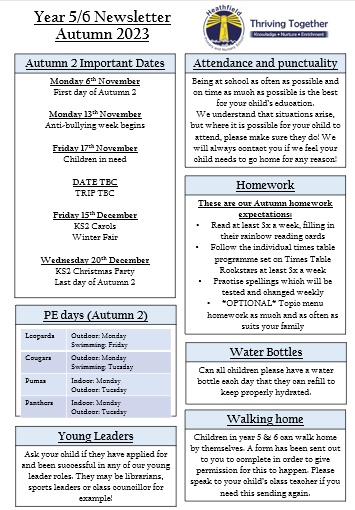 Year 5/6 Newsletter
Autumn 2023
Heathfield
Thriving Together
Knowledge • Nurture • Enrichment
Autumn 2 Important Dates
Monday 6th November
First day of Autumn 2
Monday 13th November
Anti-bullying week begins
Friday 17th November
Children in need
DATE TBC
TRIP TBC
Friday 15th December
KS2 Carols
Winter Fair
Wednesday 20th December
KS2 Christmas Party
Last day of Autumn 2
PE days (Autumn 2)
Leopards Outdoor: Monday
Swimming: Friday
Cougars Outdoor: Monday
Swimming: Tuesday
Pumas Indoor: Monday
Outdoor: Tuesday
Panthers Indoor: Monday
Outdoor: Tuesday
Young Leaders
Ask your child if they have applied for
and been successful in any of our young
leader roles. They may be librarians,
sports leaders or class councillor for
example!
Attendance and punctuality
Being at school as often as possible and
on time as much as possible is the best
for your child's education.
We understand that situations arise,
but where it is possible for your child to
attend, please make sure they do! We
will always contact you if we feel your
child needs to go home for any reason!
Homework
These are our Autumn homework
expectations:
• Read at least 3x a week, filling in
their rainbow reading cards
• Follow the individual times table
programme set on Times Table
Rockstars at least 3x a week
• Practise spellings which will be
tested and changed weekly
• *OPTIONAL* Topic menu
homework as much and as often as
suits your family
Water Bottles
Can all children please have a water
bottle each day that they can refill to
keep properly hydrated.
Walking home
Children in year 5 & 6 can walk home
by themselves. A form has been sent out
to you to complete in order to give
permission for this to happen. Please
speak to your child's class teacher if you
need this sending again.